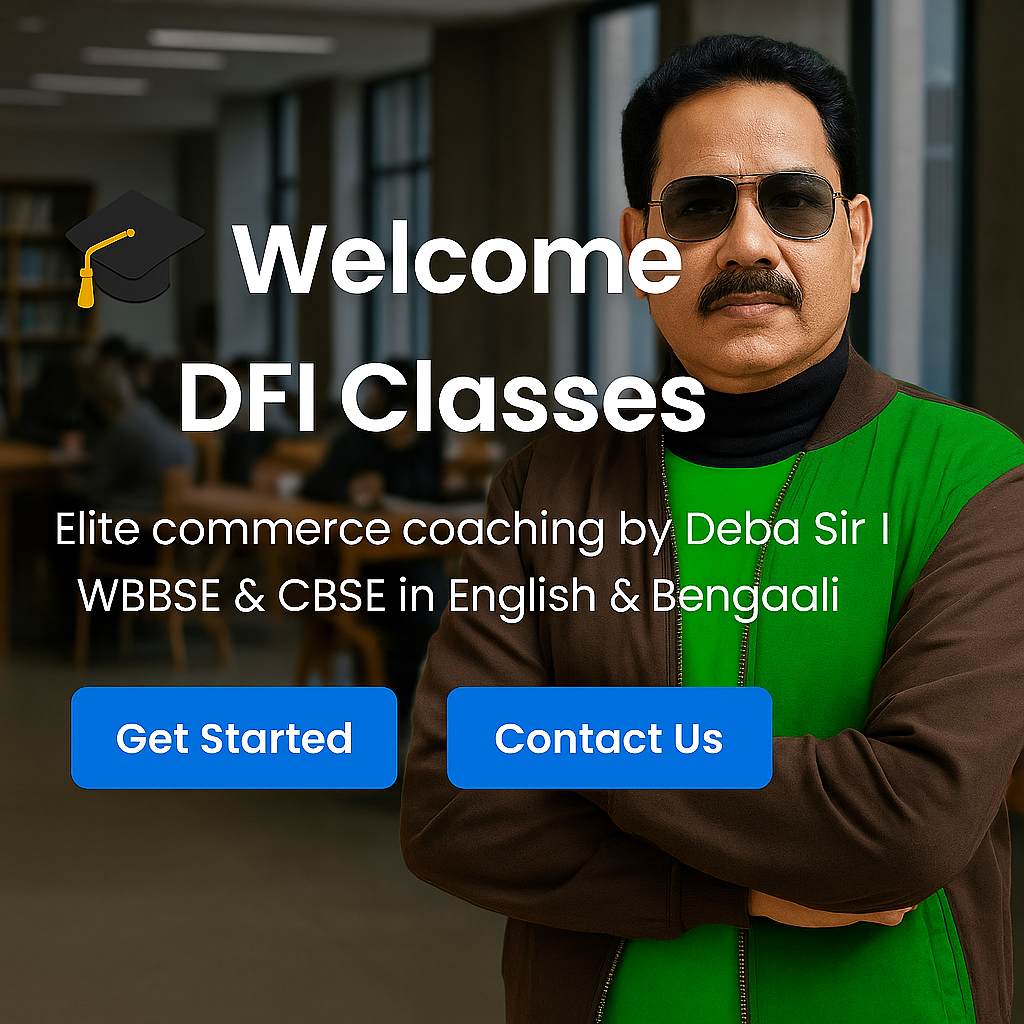 Welcome
DFI Classes
Elite commerce coaching by Deba Sir I
WBBSE & CBSE in English & Bengaali
Get Started
Contact Us